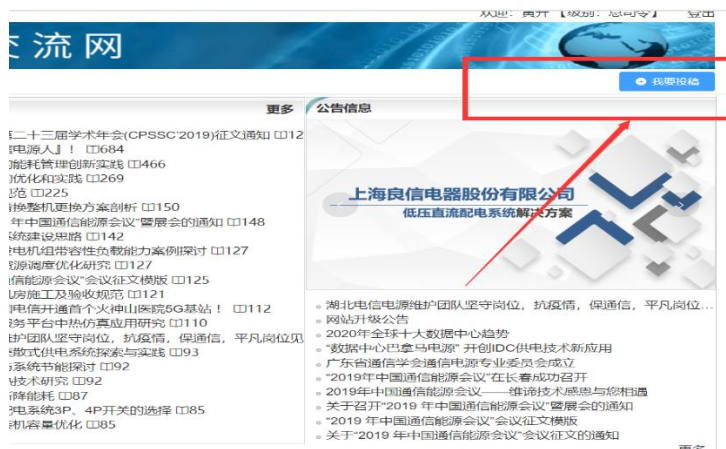 欢迎：黄开【级别：总司令】 登出
交流网
我要投稿
更多
二十三届学术年会(CPSSC'2019)征文通知 12
电源人』！ 684
能耗管理创新实践 466
优化和实践 269
范 225
替换整机更换方案剖析 150
年中国通信能源会议”暨展会的通知 148
系统建设思路 142
电机组带容性负载能力案例探讨 127
资源调度优化研究 127
信能源会议”会议征文模版 125
房施工及验收规范 121
电信开通首个火神山医院5G基站！ 112
服务平台中热仿真应用研究 110
护团队坚守岗位，抗疫情，保通信，平凡岗位见
散式供电系统探索与实践 93
系统节能探讨 92
技术研究 92
降能耗 87
配电系统3P、4P开关的选择 85
机容量优化 85
公告信息
上海良信电器股份有限公司
低压直流配电系统解决方案
湖北电信电源维护团队坚守岗位，抗疫情，保通信，平凡岗位...
网站升级公告
2020年全球十大数据中心趋势
“数据中心巴拿马电源” 开创IDC供电技术新应用
广东省通信学会通信电源专业委员会成立
“2019年中国通信能源会议”在长春成功召开
2019年中国通信能源会议——维谛技术感恩与您相遇
关于召开“2019 年中国通信能源会议”暨展会的通知
“2019 年中国通信能源会议”会议征文模版
关于“2019 年中国通信能源会议”会议征文的通知
更多